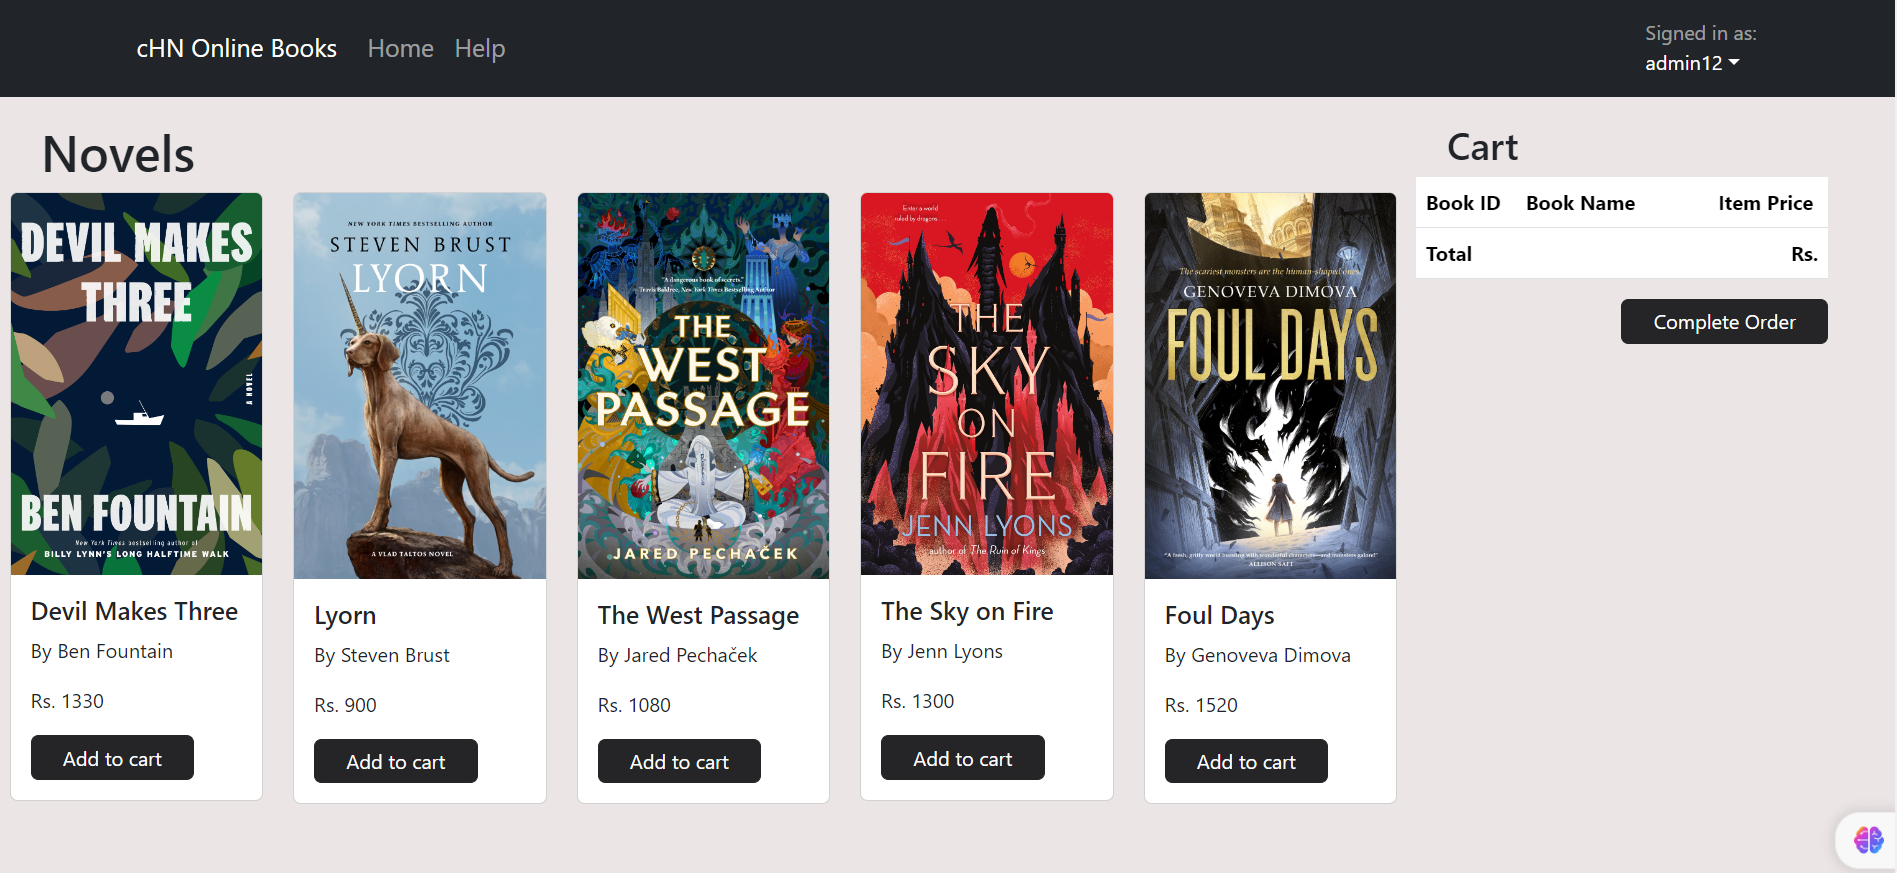 cHN Online Books
Home
Help
Signed in as:
admin12
Novels
DEVIL MAKES
THREE
A NOVEL
BEN FOUNTAIN
New York Times bestselling author of
BILLY LYNN'S LONG HALFTIME WALK
Devil Makes Three
By Ben Fountain
Rs. 1330
Add to cart
NEW YORK TIMES BESTSELLING AUTHOR
STEVEN BRUST
LYORN
A VLAD TALTOS NOVEL
Lyorn
By Steven Brust
Rs. 900
Add to cart
"A dangerous book of secrets."
Travis Baldree, New York Times Bestselling Author
THE
WEST
PASSAGE
JARED PECHAČEK
The West Passage
By Jared Pechaček
Rs. 1080
Add to cart
Enter a world
ruled by dragons . . .
THE
SKY
ON
FIRE
JENN LYONS
author of The Ruin of Kings
The Sky on Fire
By Jenn Lyons
Rs. 1300
Add to cart
The scariest monsters are the human-shaped ones.
GENOVEVA DIMOVA
FOUL DAYS
"A fresh, gritty world bursting with wonderful characters—and monsters galore!"
ALLISON SAFT
Foul Days
By Genoveva Dimova
Rs. 1520
Add to cart
Cart
Book ID Book Name Item Price
Total Rs.
Complete Order